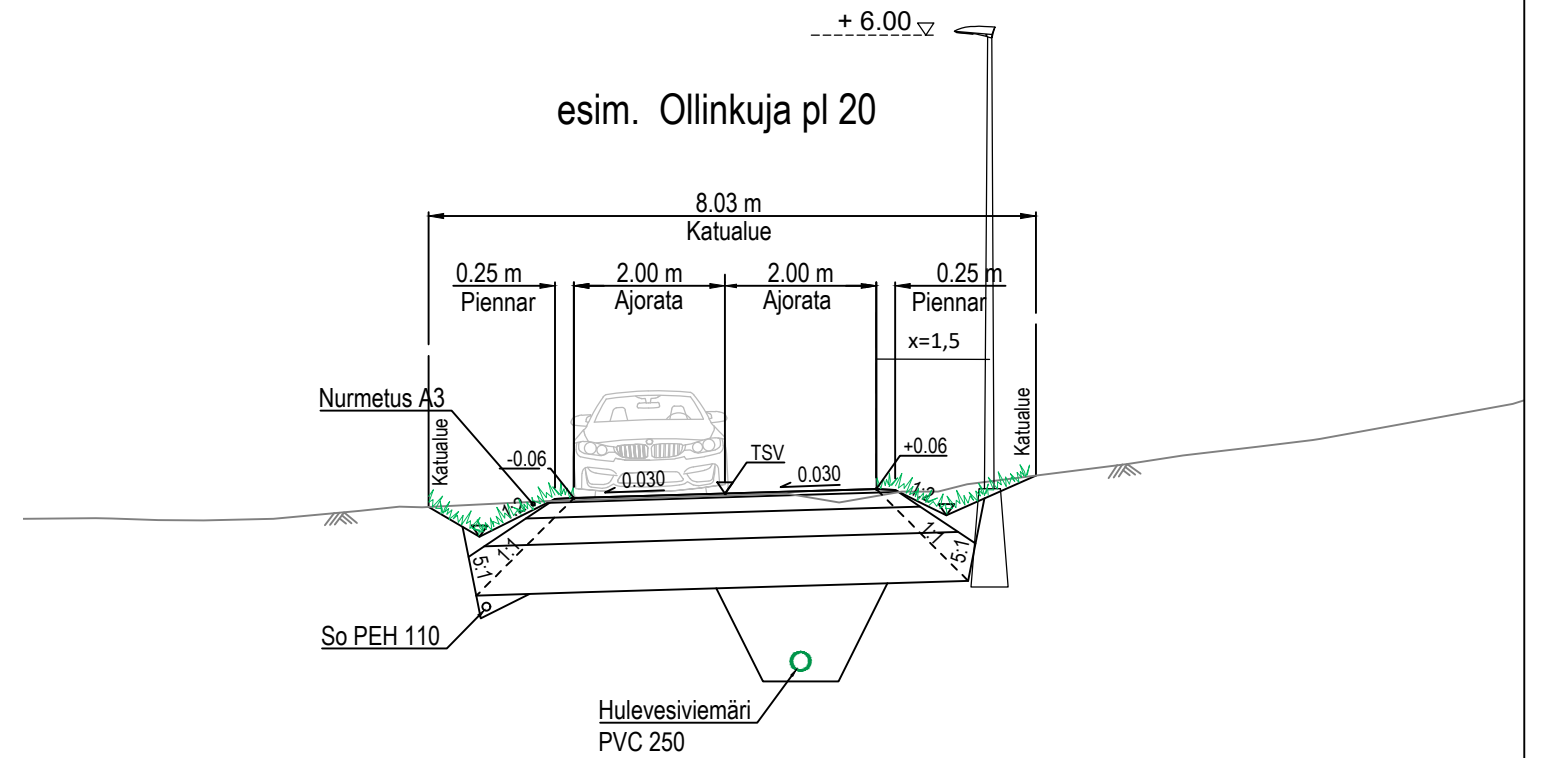 + 6.00
esim. Ollinkuja pl 20
8.03 m
Katualue
0.25 m
2.00 m
2.00 m
0.25 m
Piennar
Ajorata
Ajorata
Piennar
x=1,5
Nurmetus A3
Katualue
Katualue
-0.06
TSV
+0.06
0.030
0.030
1:2
1:2
5:1
1:1
1:1
5:1
So PEH 110
Hulevesiviemäri
PVC 250